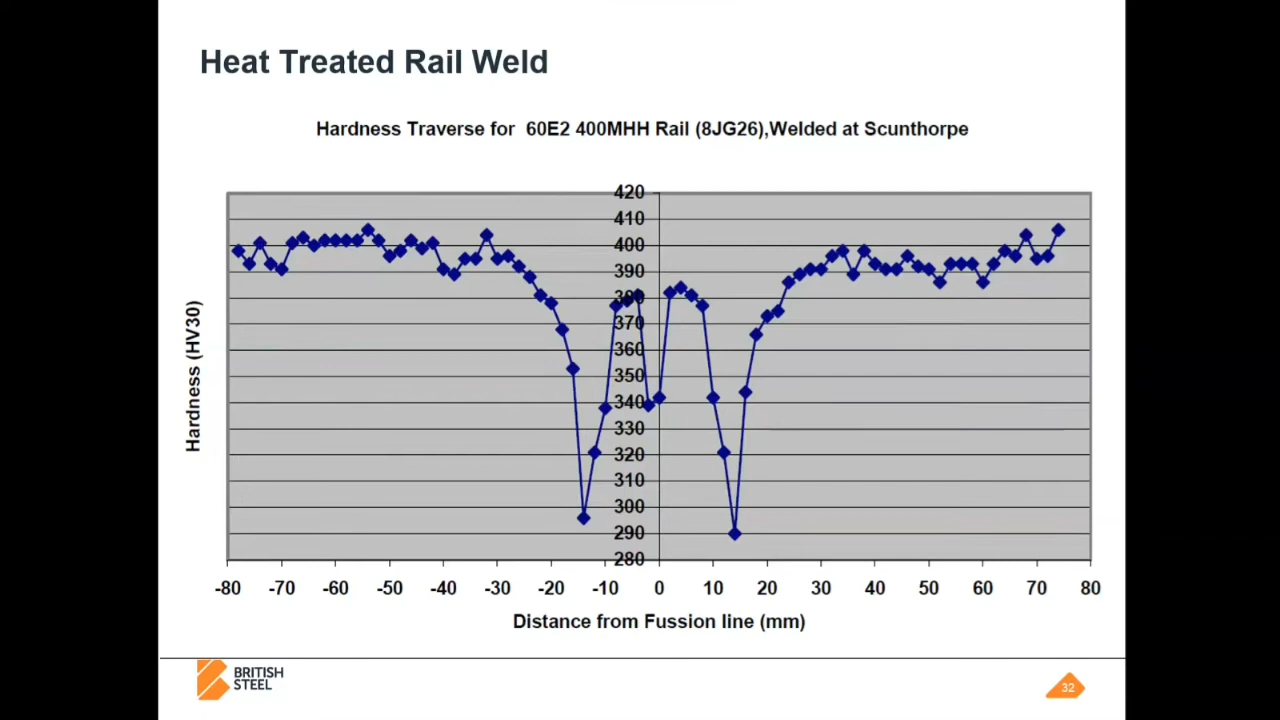 Heat Treated Rail Weld
Hardness Traverse for 60E2 400MHH Rail (8JG26),Welded at Scunthorpe
420
410
400
390
380
370
360
350
340
330
320
310
300
290
280
Hardness (HV30)
-80 -70 -60 -50 -40 -30 -20 -10 0 10 20 30 40 50 60 70 80
Distance from Fussion line (mm)
BRITISH
STEEL
32